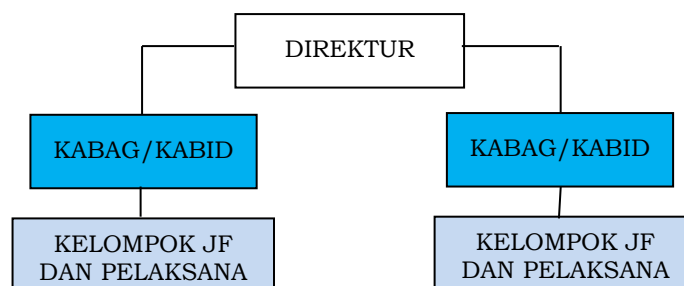 DIREKTUR
KABAG/KABID
KABAG/KABID
KELOMPOK JF
DAN PELAKSANA
KELOMPOK JF
DAN PELAKSANA